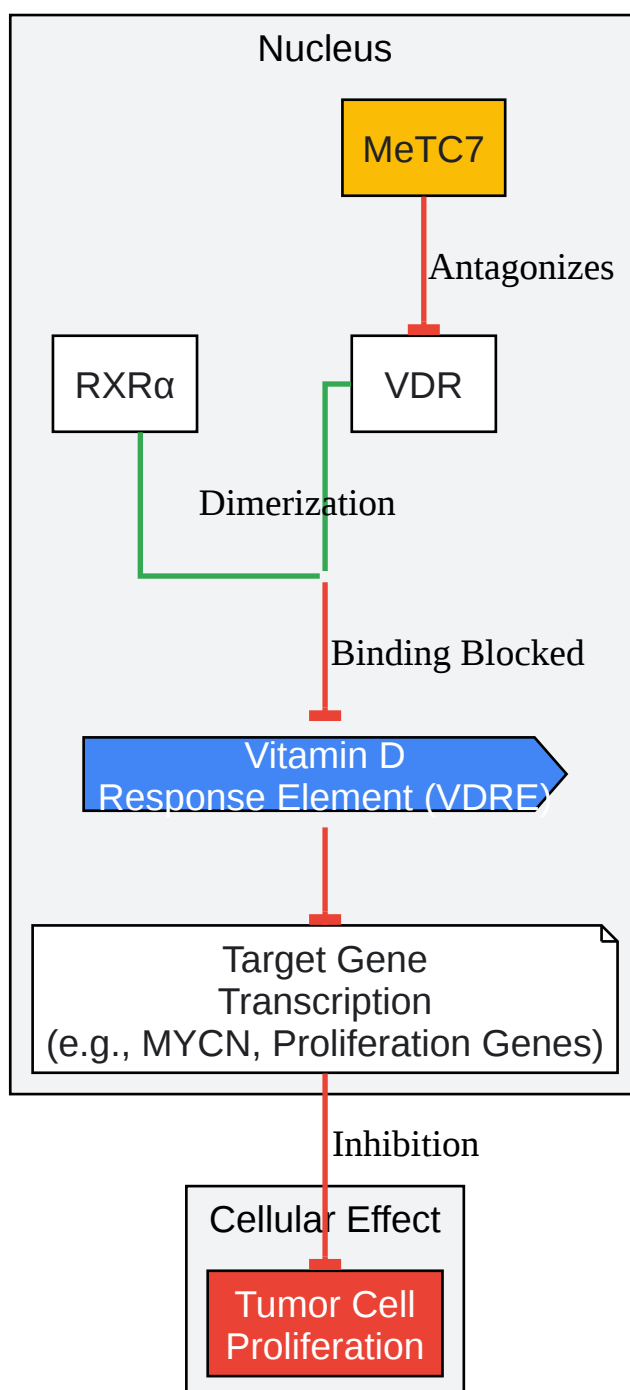 Nucleus
MeTC7
Antagonizes
RXRα
VDR
Dimerization
Binding Blocked
Vitamin D
Response Element (VDRE)
Target Gene
Transcription
(e.g., MYCN, Proliferation Genes)
Inhibition
Cellular Effect
Tumor Cell
Proliferation